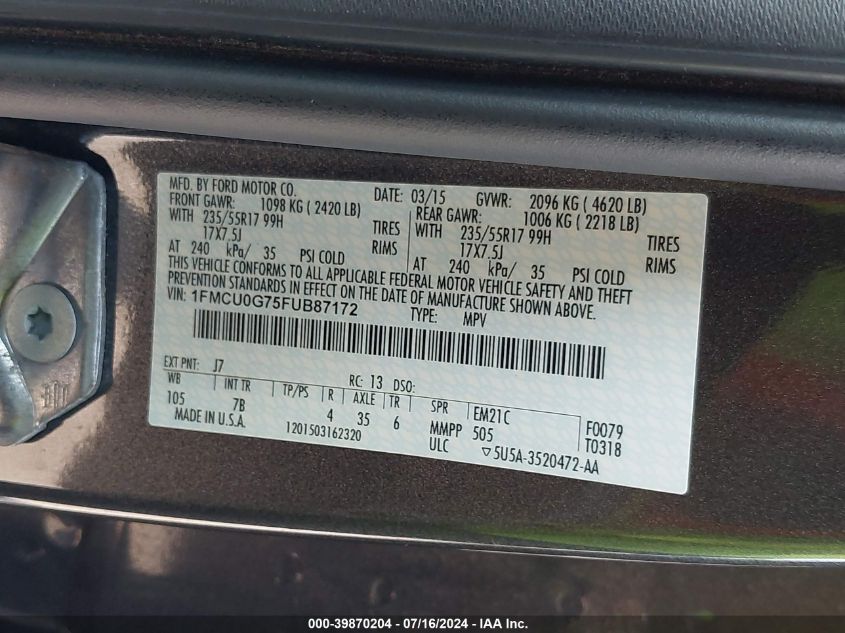 MFD. BY FORD MOTOR CO.
DATE: 03/15 GVWR: 2096 KG ( 4620 LB)
FRONT GAWR: 1098 KG ( 2420 LB) REAR GAWR: 1006 KG ( 2218 LB)
WITH 235/55R17 99H TIRES WITH 235/55R17 99H TIRES
17X7.5J RIMS 17X7.5J RIMS
AT 240 kPa/ 35 PSI COLD AT 240 kPa/ 35 PSI COLD
THIS VEHICLE CONFORMS TO ALL APPLICABLE FEDERAL MOTOR VEHICLE SAFETY AND THEFT
PREVENTION STANDARDS IN EFFECT ON THE DATE OF MANUFACTURE SHOWN ABOVE.
VIN: 1FMCU0G75FUB87172
TYPE: MPV
EXT PNT: J7 RC: 13 DSO:
WB INT TR TP/PS R AXLE TR SPR EM21C F0079
105 7B 4 35 6 MMPP 505 T0318
MADE IN U.S.A. 1201503162320 ULC ▽5U5A-3520472-AA
000-39870204 - 07/16/2024 - IAA Inc.